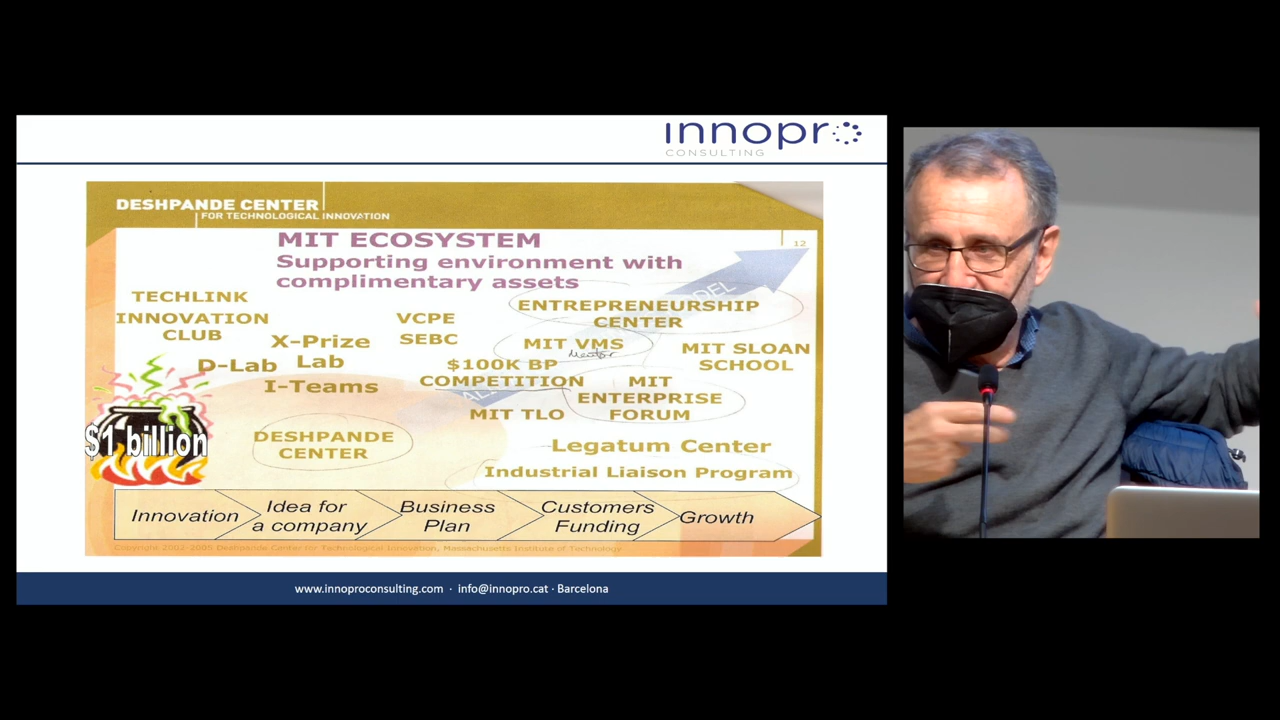 innopro
CONSULTING
DESHPANDE CENTER
FOR TECHNOLOGICAL INNOVATION
12
MIT ECOSYSTEM
Supporting environment with
complimentary assets
TECHLINK
INNOVATION
CLUB
X-Prize
Lab
D-Lab
I-Teams
VCPE
SEBC
ENTREPRENEURSHIP
CENTER
MIT VMS
Mentor
MIT SLOAN
SCHOOL
$100K BP
COMPETITION
MIT
ENTERPRISE
FORUM
MIT TLO
$1 billion
DESHPANDE
CENTER
Legatum Center
Industrial Liaison Program
Innovation
Idea for
a company
Business
Plan
Customers
Funding
Growth
Copyright 2002-2005 Deshpande Center for Technological Innovation, Massachusetts Institute of Technology
www.innoproconsulting.com · info@innopro.cat · Barcelona